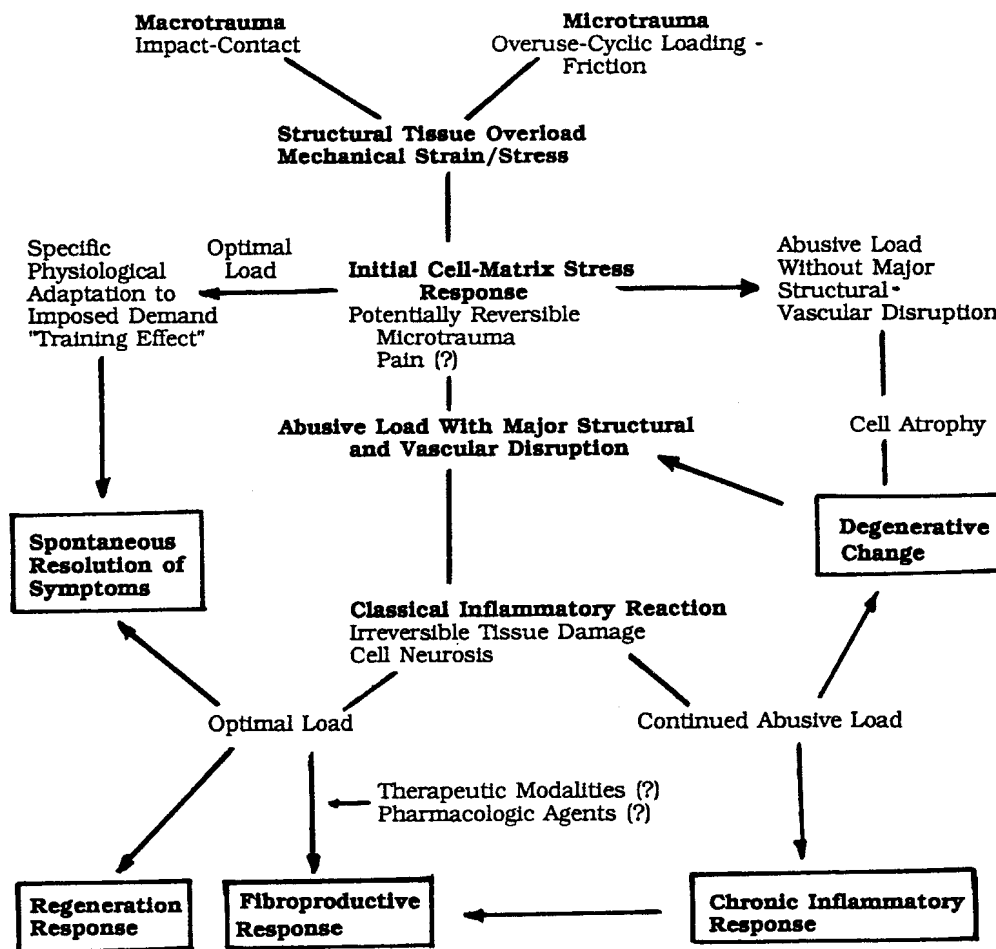 Macrotrauma
Impact-Contact
Microtrauma
Overuse-Cyclic Loading -
Friction
Structural Tissue Overload
Mechanical Strain/Stress
Specific
Physiological
Adaptation to
Imposed Demand
"Training Effect"
Optimal
Load
Initial Cell-Matrix Stress
Response
Potentially Reversible
Microtrauma
Pain (?)
Abusive Load
Without Major
Structural-
Vascular Disruption
Abusive Load With Major Structural
and Vascular Disruption
Cell Atrophy
Spontaneous
Resolution of
Symptoms
Degenerative
Change
Classical Inflammatory Reaction
Irreversible Tissue Damage
Cell Neurosis
Optimal Load
Continued Abusive Load
Therapeutic Modalities (?)
Pharmacologic Agents (?)
Regeneration
Response
Fibroproductive
Response
Chronic Inflammatory
Response